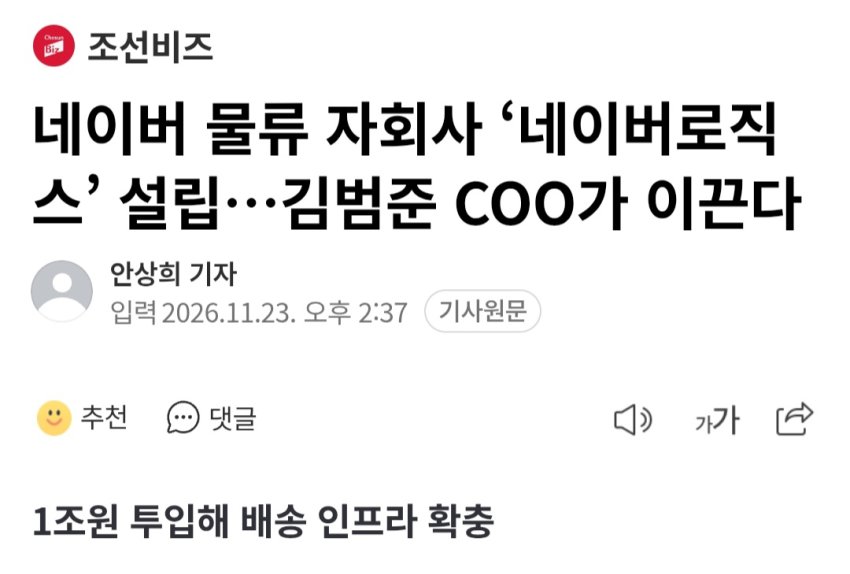 Chosun Biz
조선비즈
네이버 물류 자회사 ‘네이버로직
스’ 설립…김범준 COO가 이끈다
안상희 기자
입력 2026.11.23. 오후 2:37 기사원문
추천 댓글 가가
1조원 투입해 배송 인프라 확충